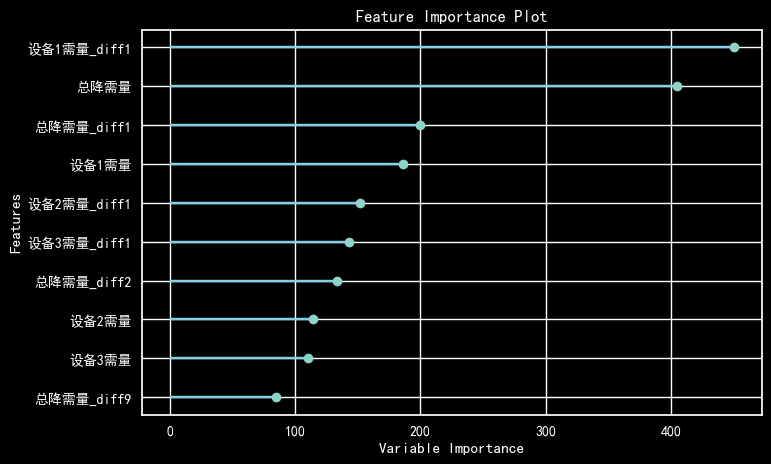 Feature Importance Plot
设备1需量_diff1
总降需量
总降需量_diff1
设备1需量
设备2需量_diff1
设备3需量_diff1
总降需量_diff2
设备2需量
设备3需量
总降需量_diff9
Features
0 100 200 300 400
Variable Importance